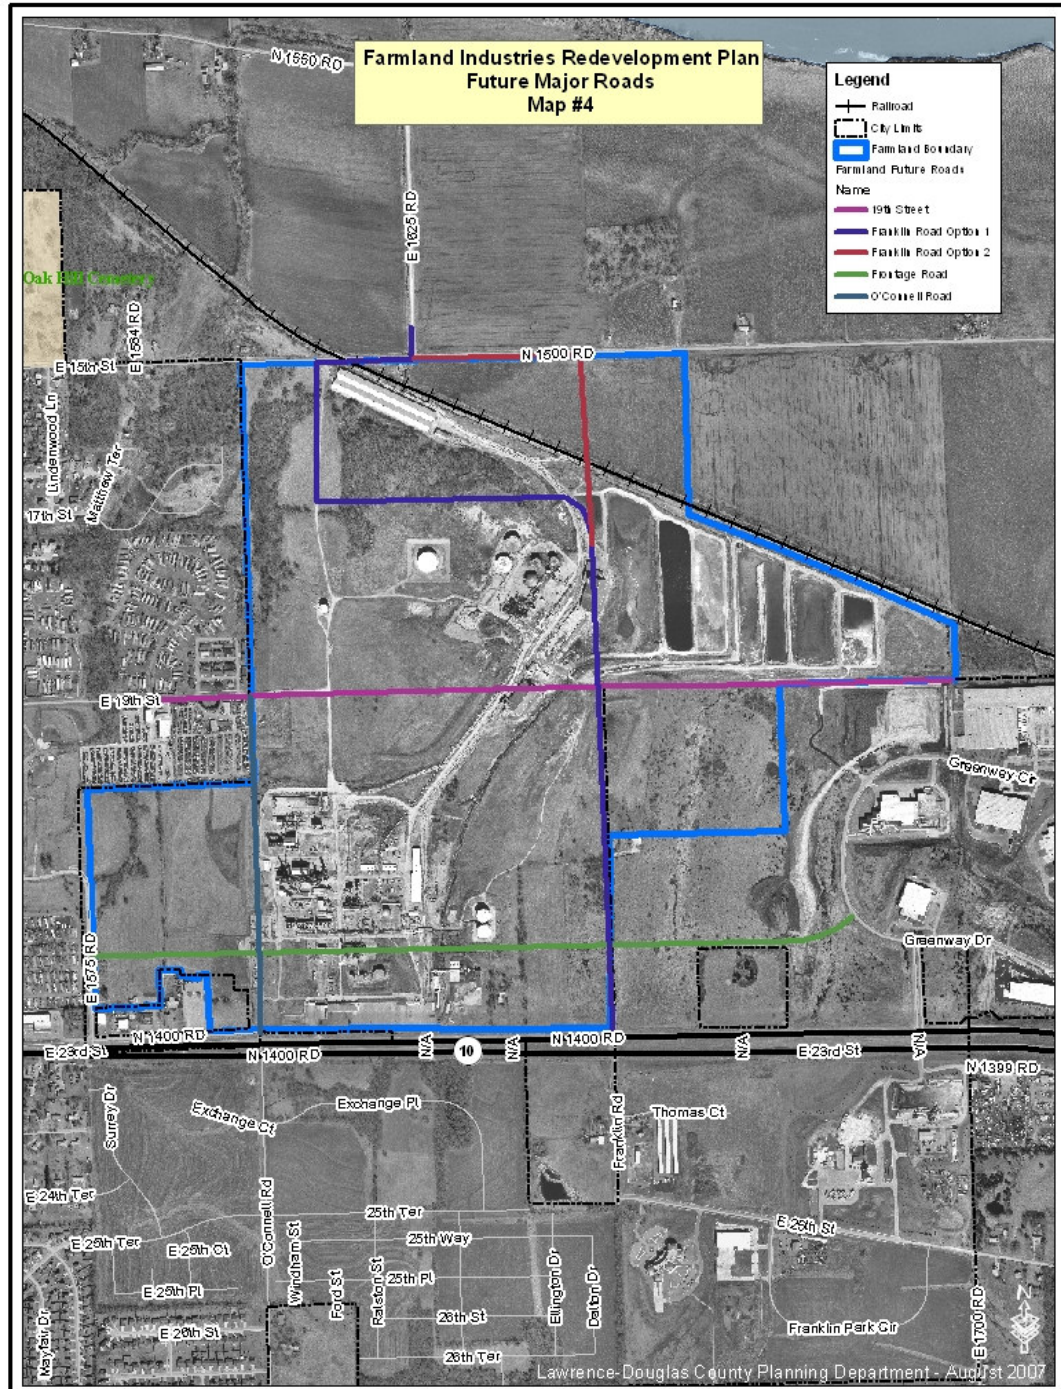 N 1550 RD
Farmland Industries Redevelopment Plan
Future Major Roads
Map #4
Legend
Railroad
City Limits
Farmland Boundary
Farmland Future Roads
Name
19th Street
Franklin Road Option 1
Franklin Road Option 2
Frontage Road
O'Connell Road
E 1625 RD
Oak Hill Cemetery
E 1584 RD
N 1500 RD
E 15th St
Lindenwood Ln
Matthew Ter
17th St
E 19th St
Greenway Cir
Greenway Dr
E 1575 RD
N 1400 RD
N 1400 RD
E 23rd St
N 1400 RD
N/A
10
N/A
N/A
E 23rd St
N/A
N 1399 RD
Surrey Dr
Exchange Ct
Exchange Pl
Franklin Rd
Thomas Ct
E 24th Ter
O'Connell Rd
25th Ter
E 25th St
E 25th Ter
E 25th Ct
Windham St
25th Way
E 25th Pl
Ford St
Ralston St
25th Pl
Ellington Dr
Dalton Dr
E 26th St
26th St
Franklin Park Cir
E 1700 RD
N
Mayfair Dr
26th Ter
Lawrence-Douglas County Planning Department - August 2007